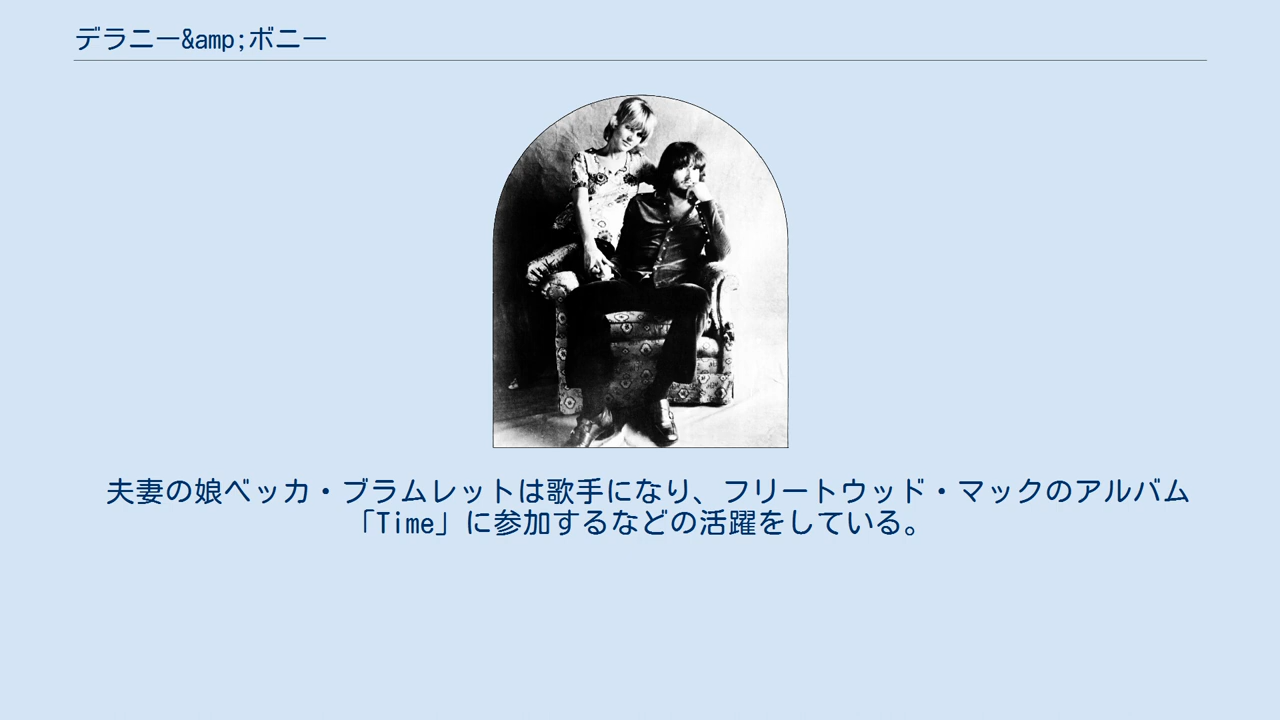 デラニー&amp;ボニー
夫妻の娘ベッカ・ブラムレットは歌手になり、フリートウッド・マックのアルバム
「Time」に参加するなどの活躍をしている。